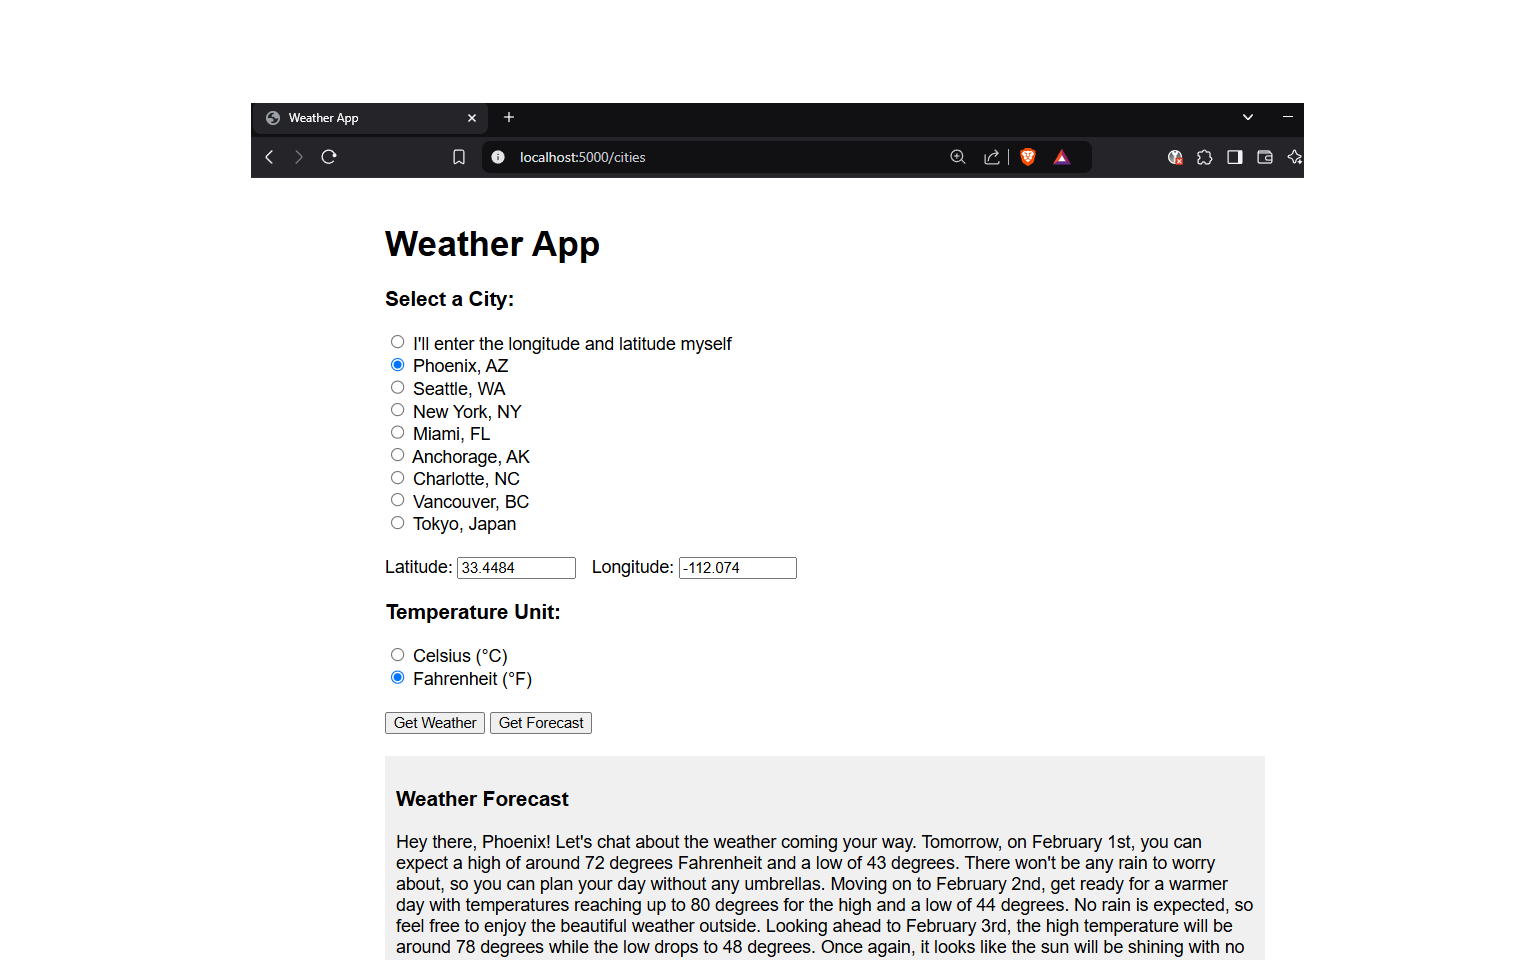 Weather App
localhost:5000/cities
Weather App
Select a City:
I'll enter the longitude and latitude myself
Phoenix, AZ
Seattle, WA
New York, NY
Miami, FL
Anchorage, AK
Charlotte, NC
Vancouver, BC
Tokyo, Japan
Latitude: 33.4484 Longitude: -112.074
Temperature Unit:
Celsius (°C)
Fahrenheit (°F)
Get Weather Get Forecast
Weather Forecast
Hey there, Phoenix! Let's chat about the weather coming your way. Tomorrow, on February 1st, you can
expect a high of around 72 degrees Fahrenheit and a low of 43 degrees. There won't be any rain to worry
about, so you can plan your day without any umbrellas. Moving on to February 2nd, get ready for a warmer
day with temperatures reaching up to 80 degrees for the high and a low of 44 degrees. No rain is expected, so
feel free to enjoy the beautiful weather outside. Looking ahead to February 3rd, the high temperature will be
around 78 degrees while the low drops to 48 degrees. Once again, it looks like the sun will be shining with no